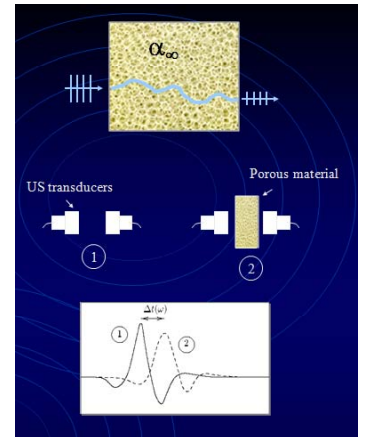 α∞
US transducers
Porous material
1
2
Δt(ω)
1
2